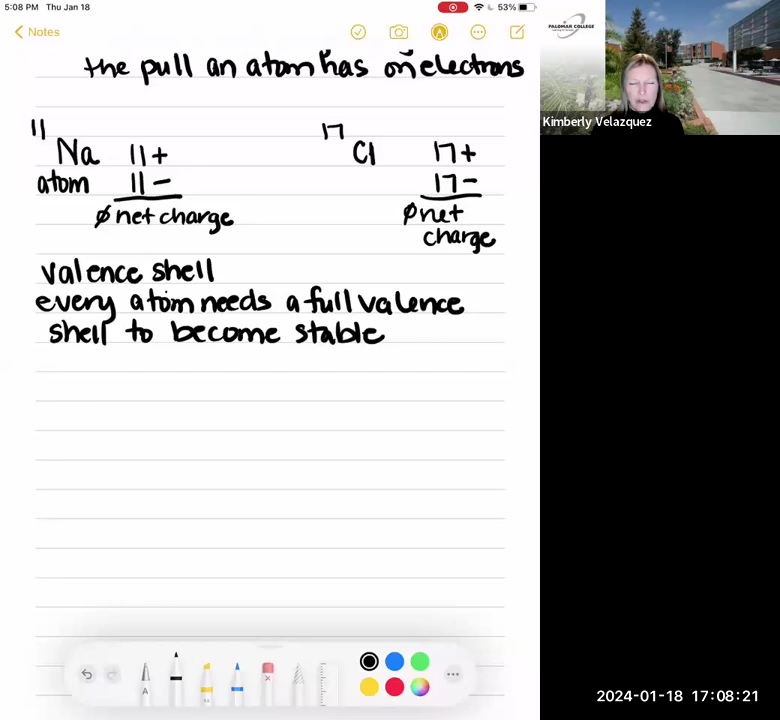 5:08 PM Thu Jan 18
53%
Notes
PALOMAR COLLEGE
the pull an atom has on electrons
11
Na 11+
atom 11−
ø net charge
17
Cl 17+
17−
ø net
charge
valence shell
every atom needs a full valence
shell to become stable
Kimberly Velazquez
A
2024-01-18 17:08:21